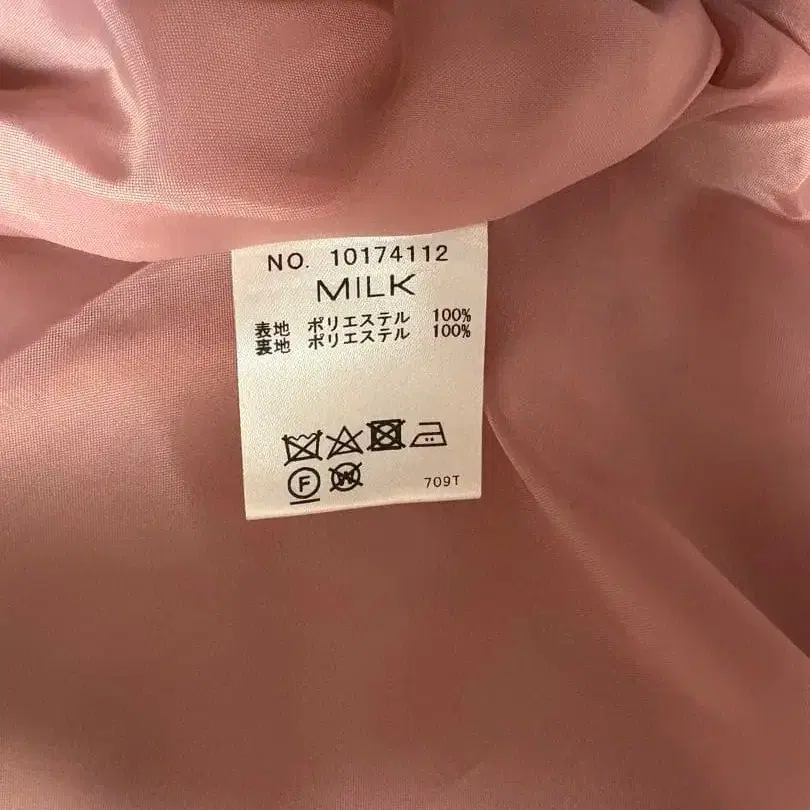 NO. 10174112
MILK
表地 ポリエステル 100%
裏地 ポリエステル 100%
F W
709T